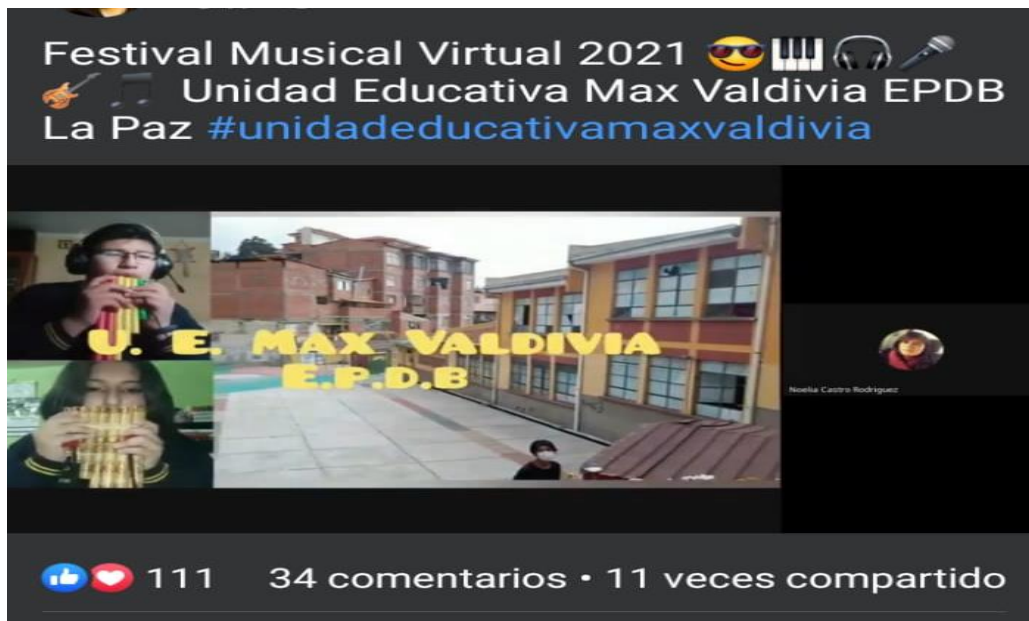 Festival Musical Virtual 2021 😎🎹🎧🎤
🎸🎵 Unidad Educativa Max Valdivia EPDB
La Paz #unidadeducativamaxvaldivia
U. E. MAX VALDIVIA
E.P.D.B
Noelia Castro Rodriguez
111 34 comentarios • 11 veces compartido